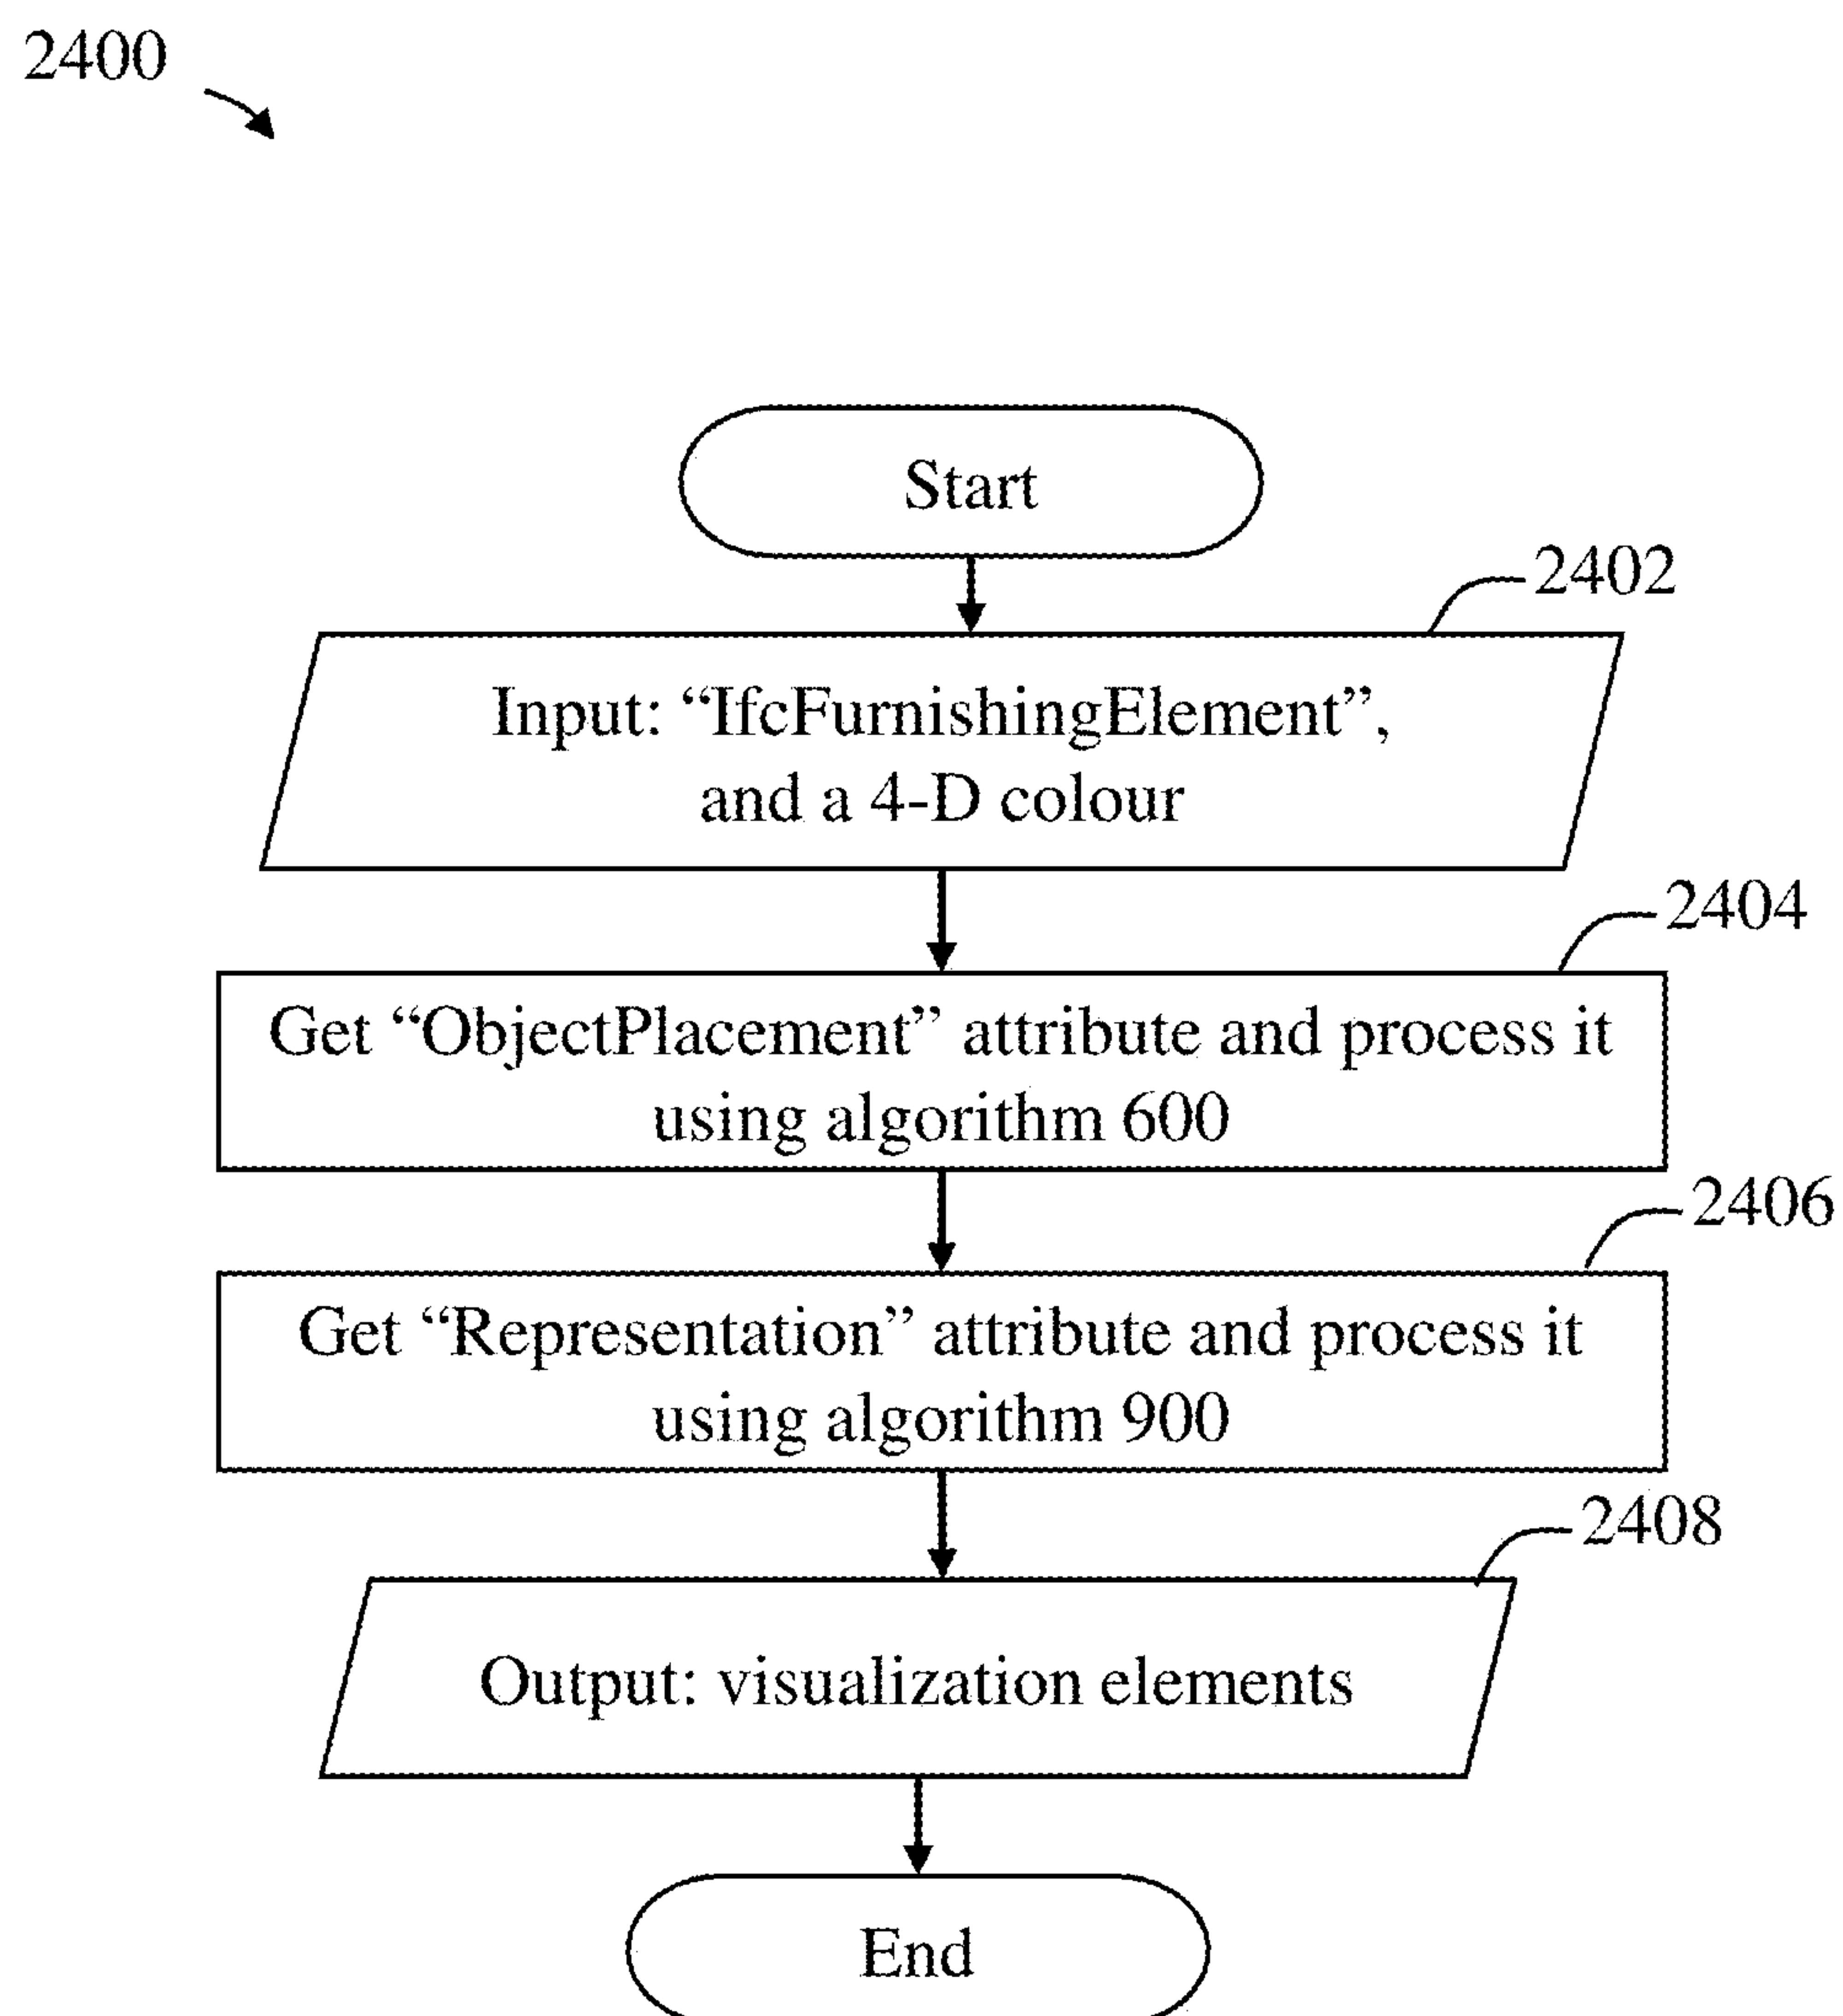 2400
Start
2402
Input: “IfcFurnishingElement”,
and a 4-D colour
2404
Get “ObjectPlacement” attribute and process it
using algorithm 600
2406
Get “Representation” attribute and process it
using algorithm 900
2408
Output: visualization elements
End